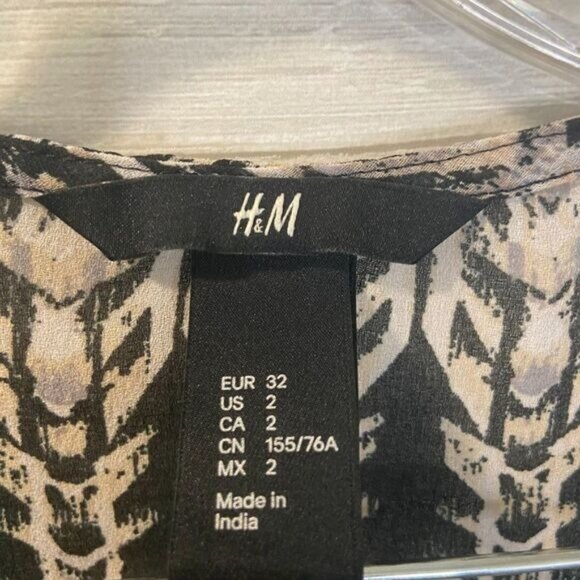 H&M
EUR 32
US 2
CA 2
CN 155/76A
MX 2
Made in
India